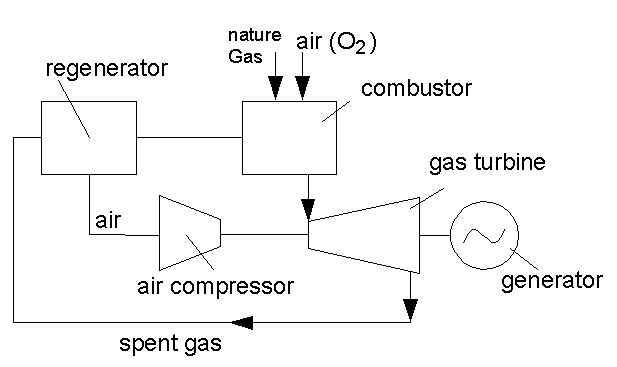 nature
Gas
air (O2)
regenerator
combustor
gas turbine
air
air compressor
generator
spent gas